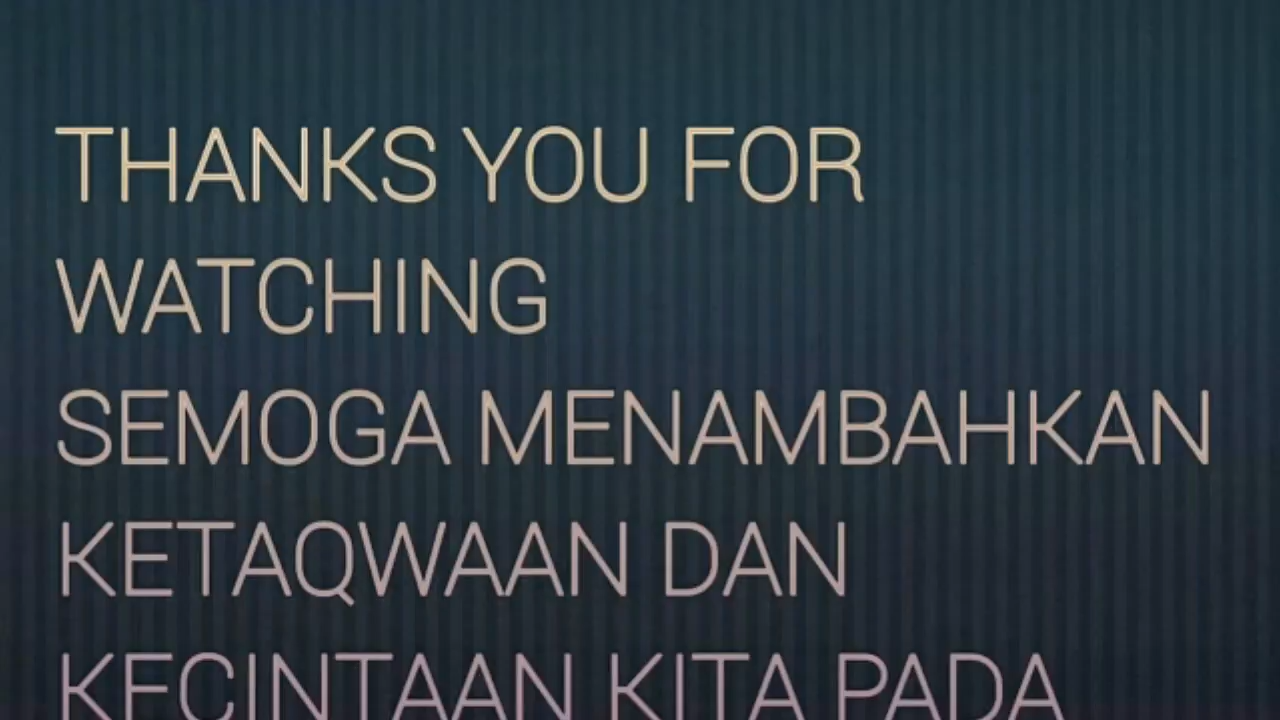 THANKS YOU FOR
WATCHING
SEMOGA MENAMBAHKAN
KETAQWAAN DAN
KECINTAAN KITA PADA